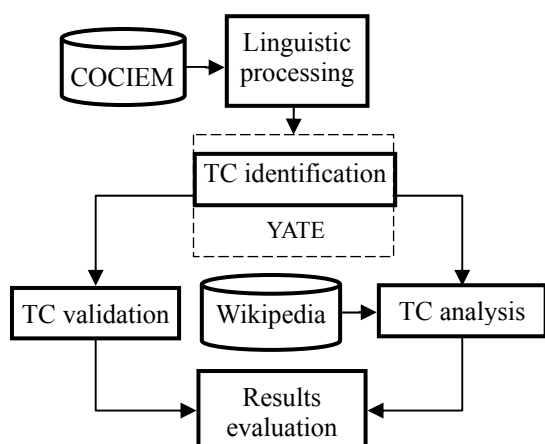 Linguistic
processing
COCIEM
TC identification
YATE
TC validation
Wikipedia
TC analysis
Results
evaluation